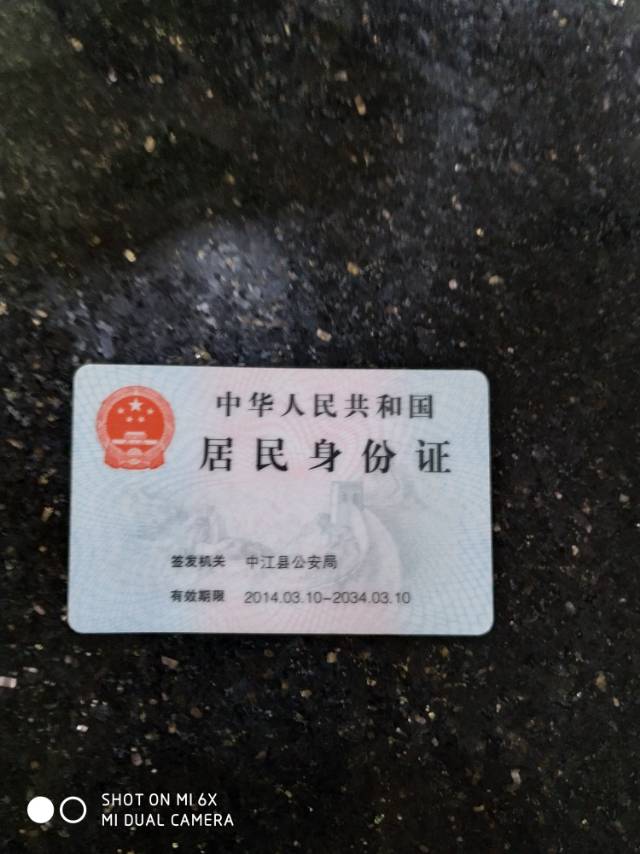 中华人民共和国
居民身份证
签发机关 中江县公安局
有效期限 2014.03.10-2034.03.10
SHOT ON MI 6X
MI DUAL CAMERA